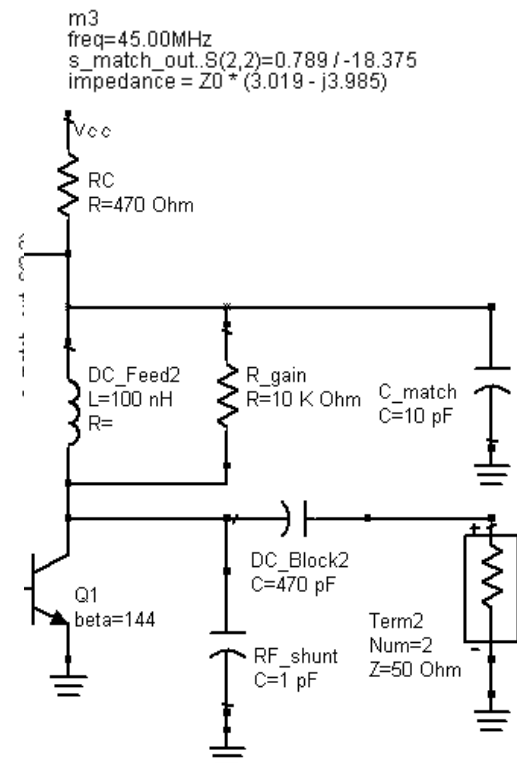 m3
freq=45.00MHz
s_match_out..S(2,2)=0.789 / -18.375
impedance = Z0 * (3.019 - j3.985)
Vcc
RC
R=470 Ohm
DC_Feed2
L=100 nH
R=
R_gain
R=10 K Ohm
C_match
C=10 pF
DC_Block2
C=470 pF
Q1
beta=144
RF_shunt
C=1 pF
+
-
Term2
Num=2
Z=50 Ohm